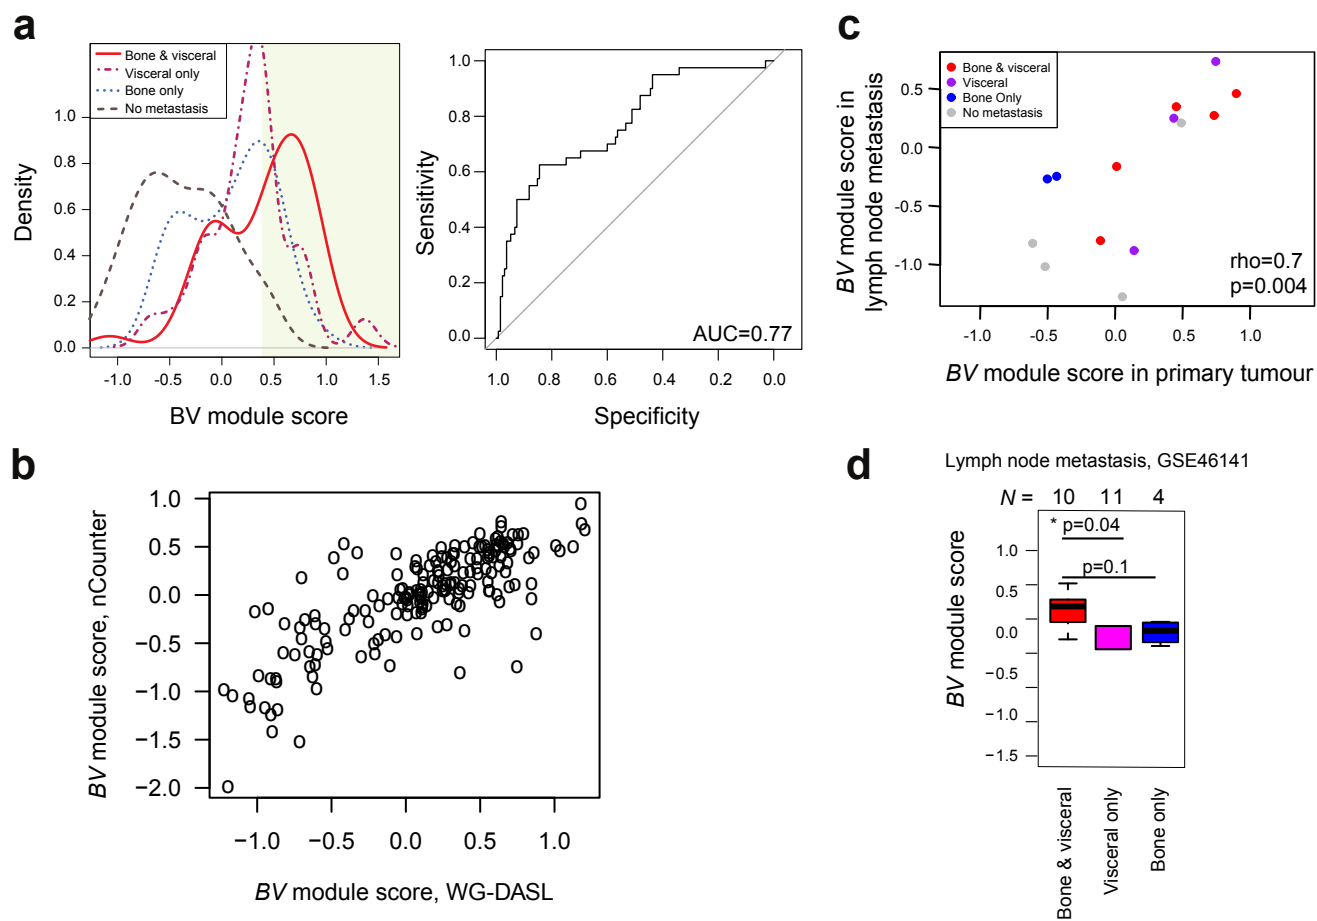 a
Bone & visceral
Visceral only
Bone only
No metastasis
Density
1.0
0.8
0.6
0.4
0.2
0.0
-1.0 -0.5 0.0 0.5 1.0 1.5
BV module score
Sensitivity
1.0
0.8
0.6
0.4
0.2
0.0
AUC=0.77
1.0 0.8 0.6 0.4 0.2 0.0
Specificity
c
Bone & visceral
Visceral
Bone Only
No metastasis
BV module score in
lymph node metastasis
0.5
0.0
-0.5
-1.0
rho=0.7
p=0.004
-1.0 -0.5 0.0 0.5 1.0
BV module score in primary tumour
b
BV module score, nCounter
1.0
0.5
0.0
−0.5
−1.0
−1.5
−2.0
−1.0 −0.5 0.0 0.5 1.0
BV module score, WG-DASL
d
Lymph node metastasis, GSE46141
N = 10 11 4
* p=0.04
p=0.1
BV module score
1.0
0.5
0.0
−0.5
−1.0
−1.5
Bone & visceral
Visceral only
Bone only